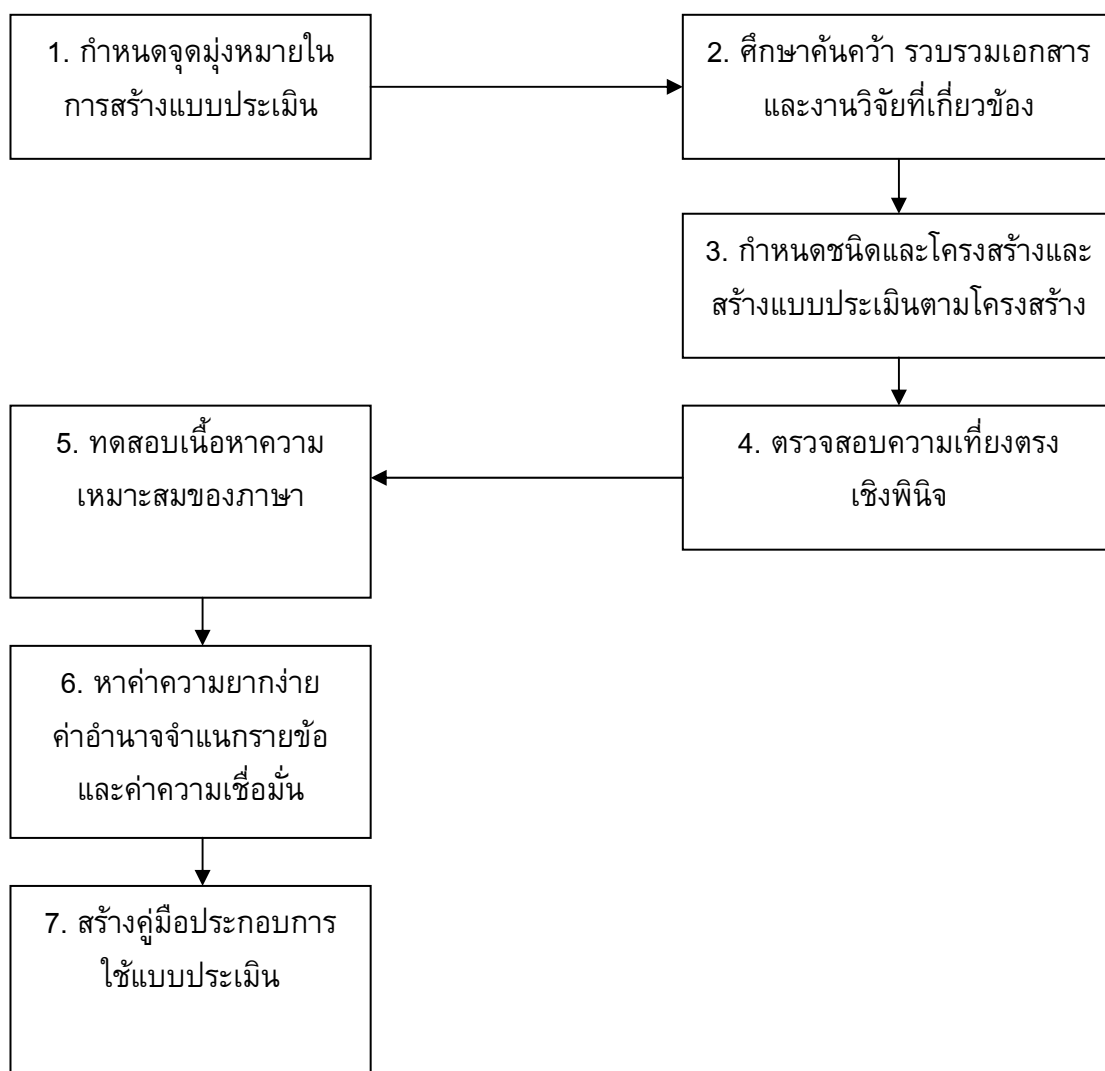 1. กำหนดจุดมุ่งหมายใน
การสร้างแบบประเมิน
2. ศึกษาค้นคว้า รวบรวมเอกสาร
และงานวิจัยที่เกี่ยวข้อง
3. กำหนดชนิดและโครงสร้างและ
สร้างแบบประเมินตามโครงสร้าง
4. ตรวจสอบความเที่ยงตรง
เชิงพินิจ
5. ทดสอบเนื้อหาความ
เหมาะสมของภาษา
6. หาค่าความยากง่าย
ค่าอำนาจจำแนกรายข้อ
และค่าความเชื่อมั่น
7. สร้างคู่มือประกอบการ
ใช้แบบประเมิน